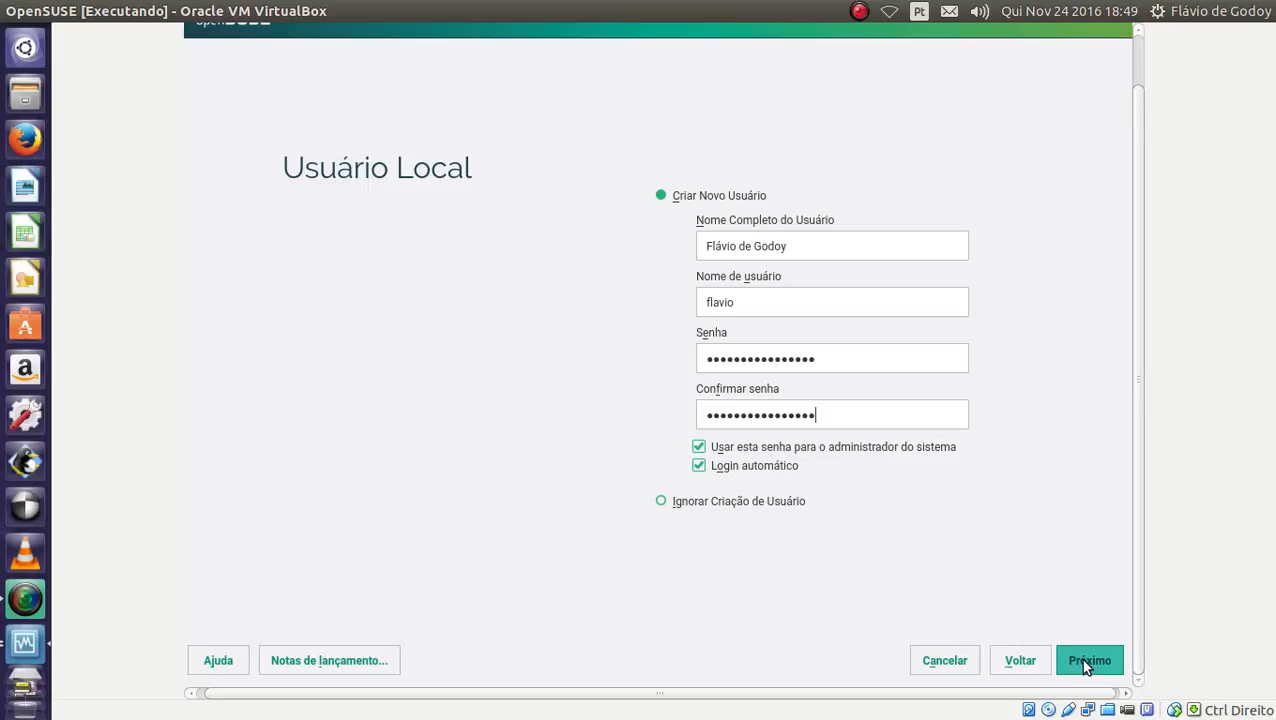 OpenSUSE [Executando] - Oracle VM VirtualBox
Pt
Qui Nov 24 2016 18:49
Flávio de Godoy
openSUSE
Usuário Local
Criar Novo Usuário
Nome Completo do Usuário
Flávio de Godoy
Nome de usuário
flavio
Senha
••••••••••••••••
Confirmar senha
••••••••••••••••
Usar esta senha para o administrador do sistema
Login automático
Ignorar Criação de Usuário
Ajuda
Notas de lançamento...
Cancelar
Voltar
Próximo
Ctrl Direito